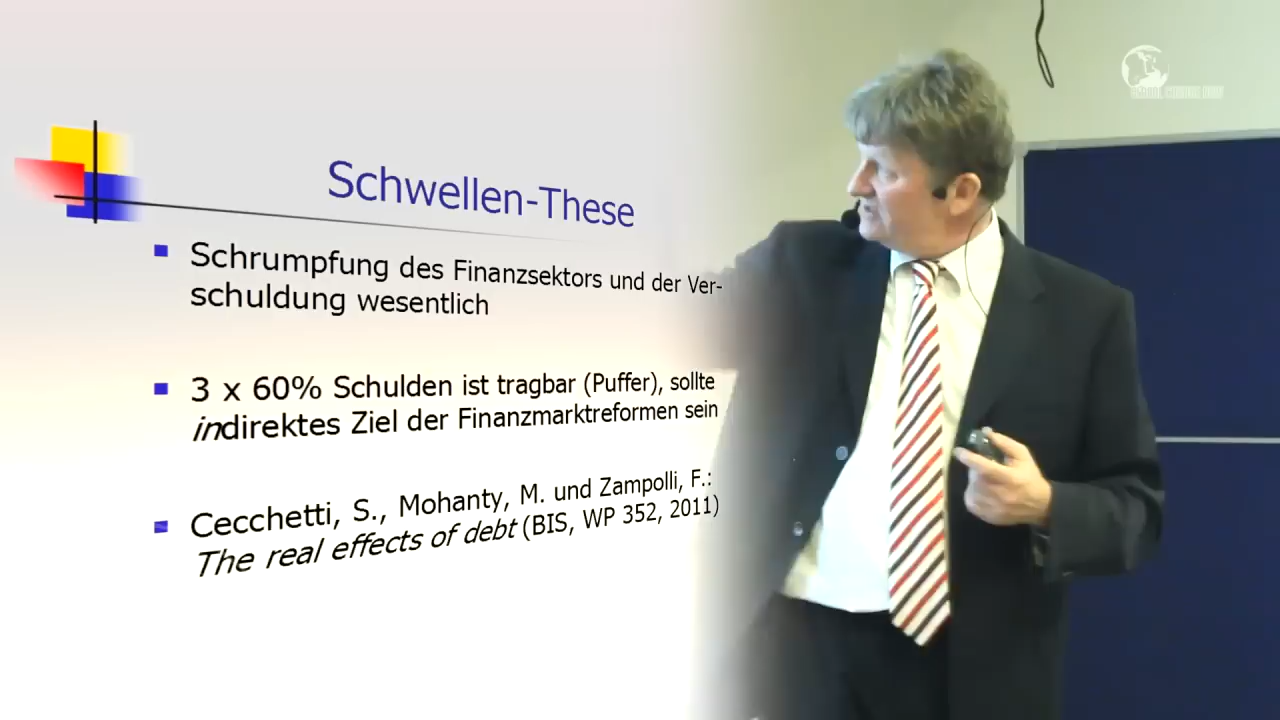 Schwellen-These
Schrumpfung des Finanzsektors und der Ver-
schuldung wesentlich
3 x 60% Schulden ist tragbar (Puffer), sollte
indirektes Ziel der Finanzmarktreformen sein
Cecchetti, S., Mohanty, M. und Zampolli, F.:
The real effects of debt (BIS, WP 352, 2011)